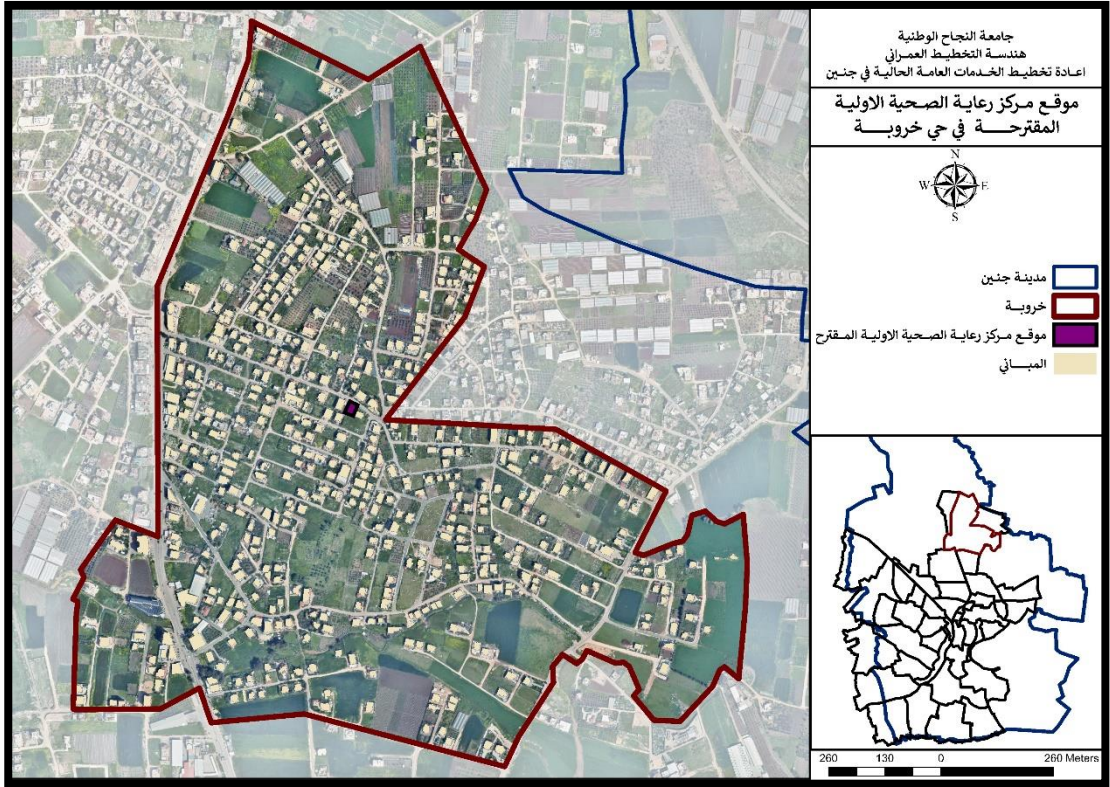 جامعة النجاح الوطنية
هندسة التخطيط العمراني
اعادة تخطيط الخدمات العامة الحالية في جنين
موقع مركز رعاية الصحية الاولية
المقترحة في حي خروبة
N
W E
S
مدينة جنين
خروبة
موقع مركز رعاية الصحية الاولية المقترح
المباني
260 130 0 260 Meters